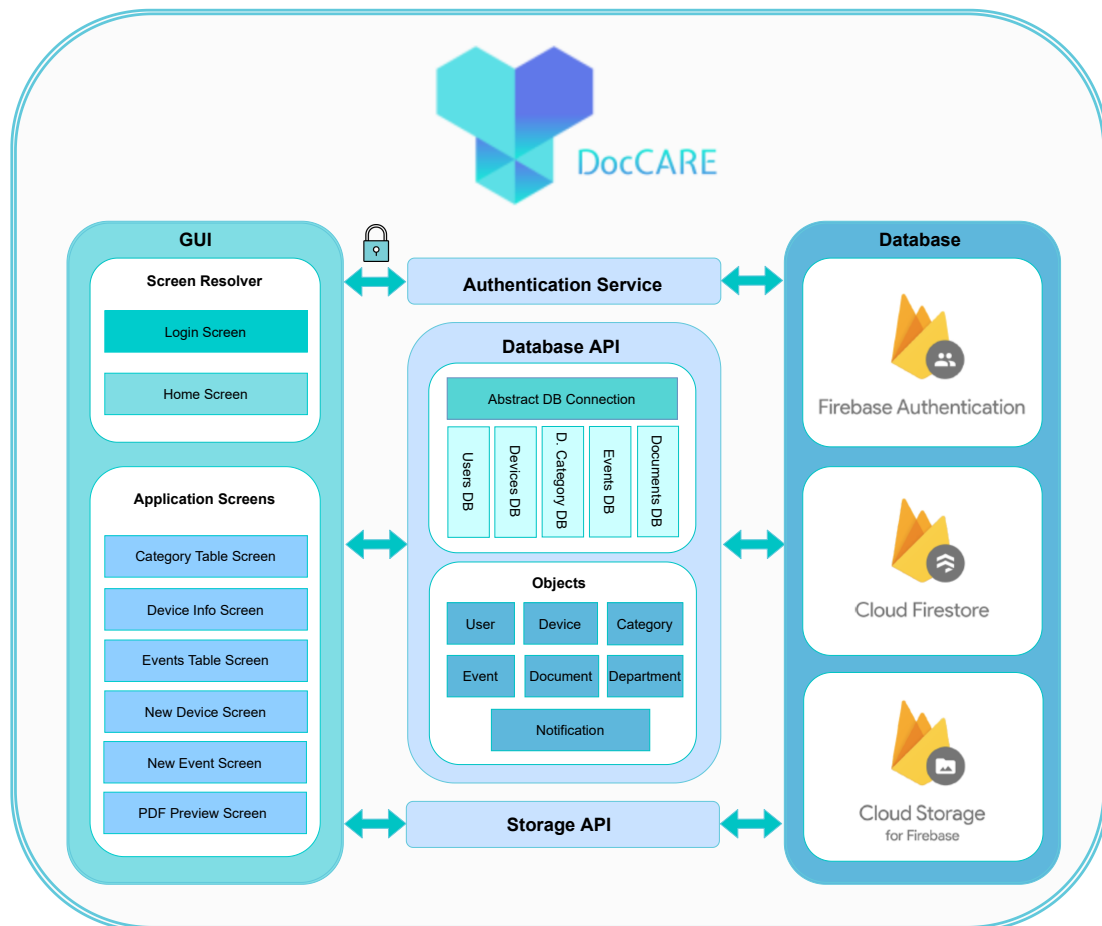 DocCARE
GUI
Screen Resolver
Login Screen
Home Screen
Application Screens
Category Table Screen
Device Info Screen
Events Table Screen
New Device Screen
New Event Screen
PDF Preview Screen
Authentication Service
Database API
Abstract DB Connection
Users DB
Devices DB
D. Category DB
Events DB
Documents DB
Objects
User
Device
Category
Event
Document
Department
Notification
Storage API
Database
Firebase Authentication
Cloud Firestore
Cloud Storage
for Firebase